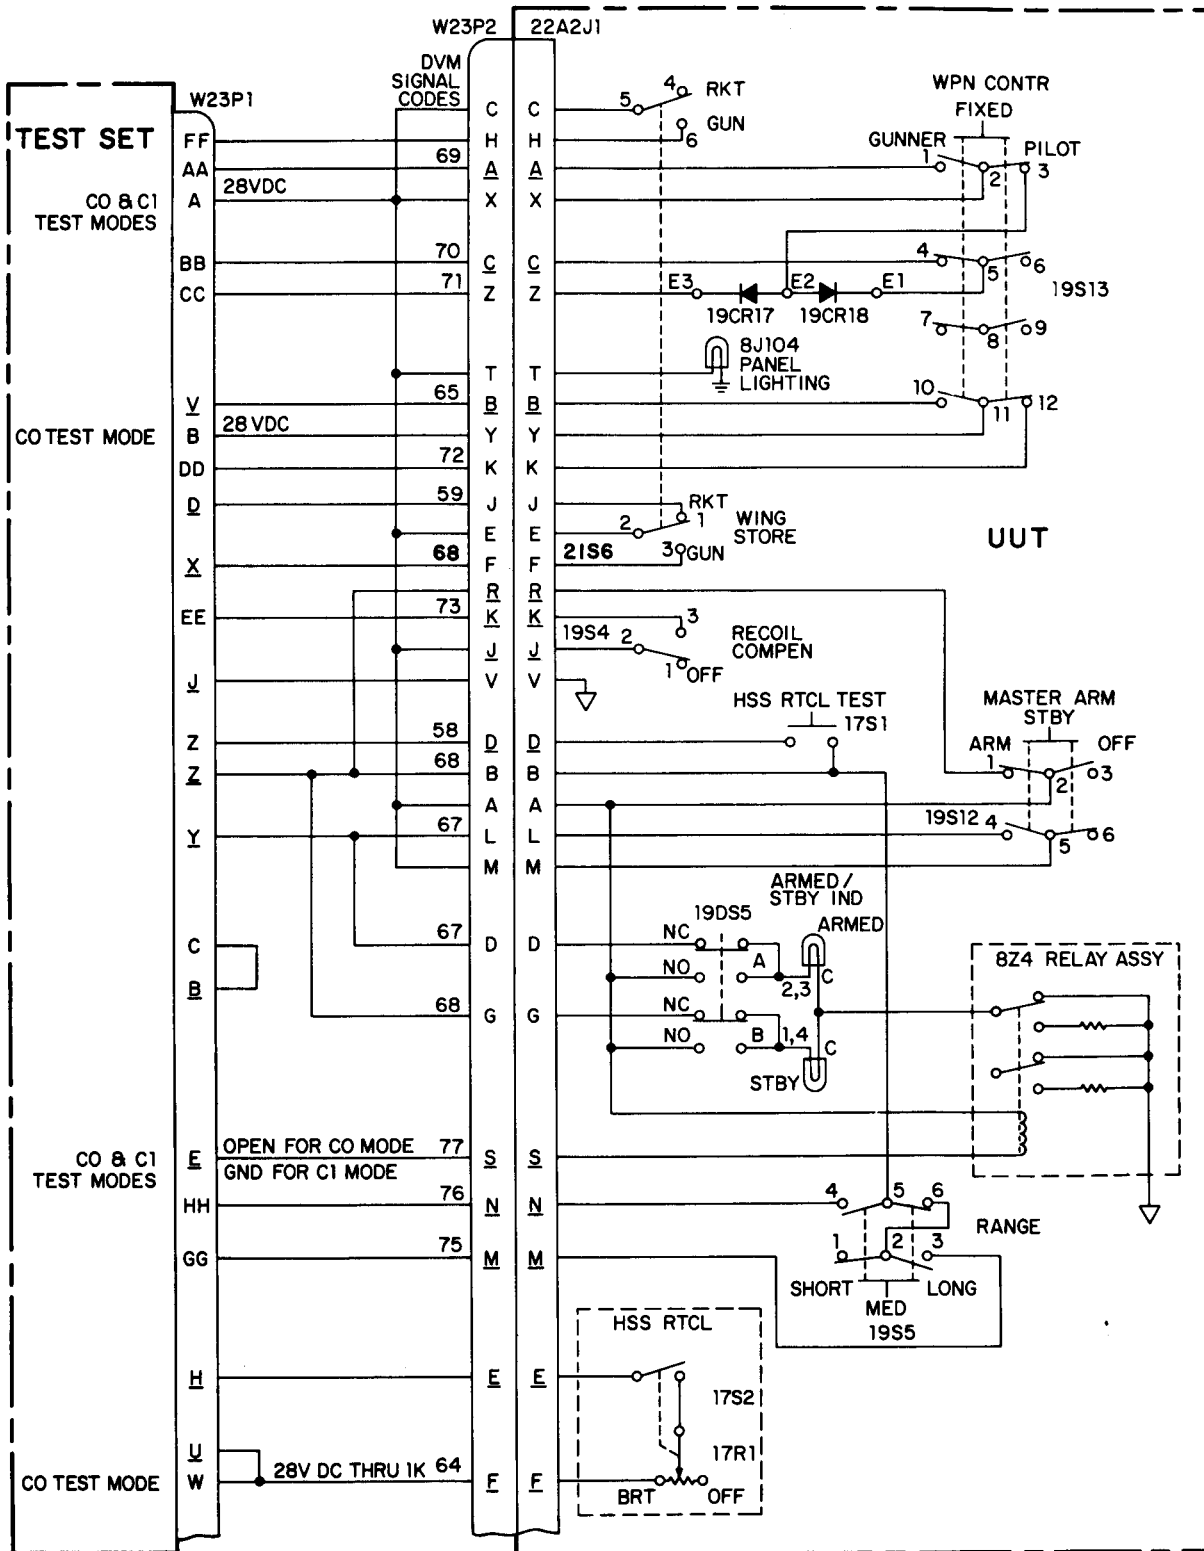 W23P2 22A2J1
DVM
SIGNAL
CODES
W23P1
TEST SET
CO & C1
TEST MODES
CO TEST MODE
CO & C1
TEST MODES
CO TEST MODE
FF
AA
A 28VDC
BB
CC
V
B 28 VDC
DD
D
X
EE
J
Z
Z
Y
C
B
E OPEN FOR CO MODE
GND FOR C1 MODE
HH
GG
H
U
W 28V DC THRU 1K
C C
H H
69 A A
X X
70 C C
71 Z Z
T T
65 B B
Y Y
72 K K
59 J J
E E
68 F F
R R
73 K K
J J
V V
58 D D
68 B B
A A
67 L L
M M
67 D D
68 G G
77 S S
76 N N
75 M M
E E
64 F F
4 RKT
5
GUN
6
WPN CONTR
FIXED
GUNNER PILOT
1 2 3
4 5 6
19S13
E3 E2 E1
19CR17 19CR18
7 8 9
8J104
PANEL
LIGHTING
10 11 12
RKT
2 1 WING
STORE
21S6 3 GUN
UUT
19S4 2 3
RECOIL
COMPEN
1 OFF
HSS RTCL TEST
17S1
MASTER ARM
STBY
ARM OFF
1 2 3
19S12 4 5 6
ARMED/
STBY IND
19DS5 ARMED
NC
A
NO 2,3 C
NC
NO B 1,4 C
STBY
8Z4 RELAY ASSY
4 5 6
RANGE
1 2 3
SHORT LONG
MED
19S5
HSS RTCL
17S2
17R1
BRT OFF